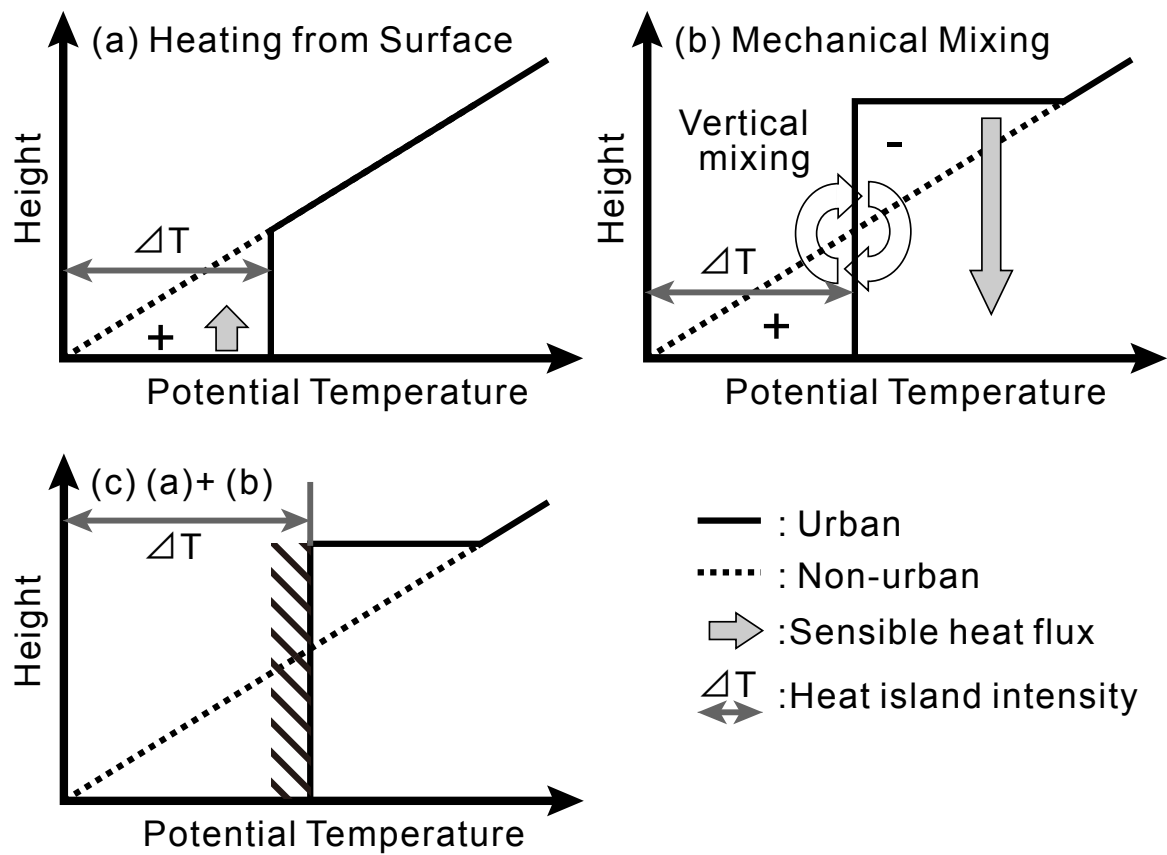 (a) Heating from Surface
Height
⊿T
+
Potential Temperature
(b) Mechanical Mixing
Height
Vertical
mixing
-
⊿T
+
Potential Temperature
(c) (a)+ (b)
Height
⊿T
Potential Temperature
: Urban
: Non-urban
:Sensible heat flux
⊿T :Heat island intensity